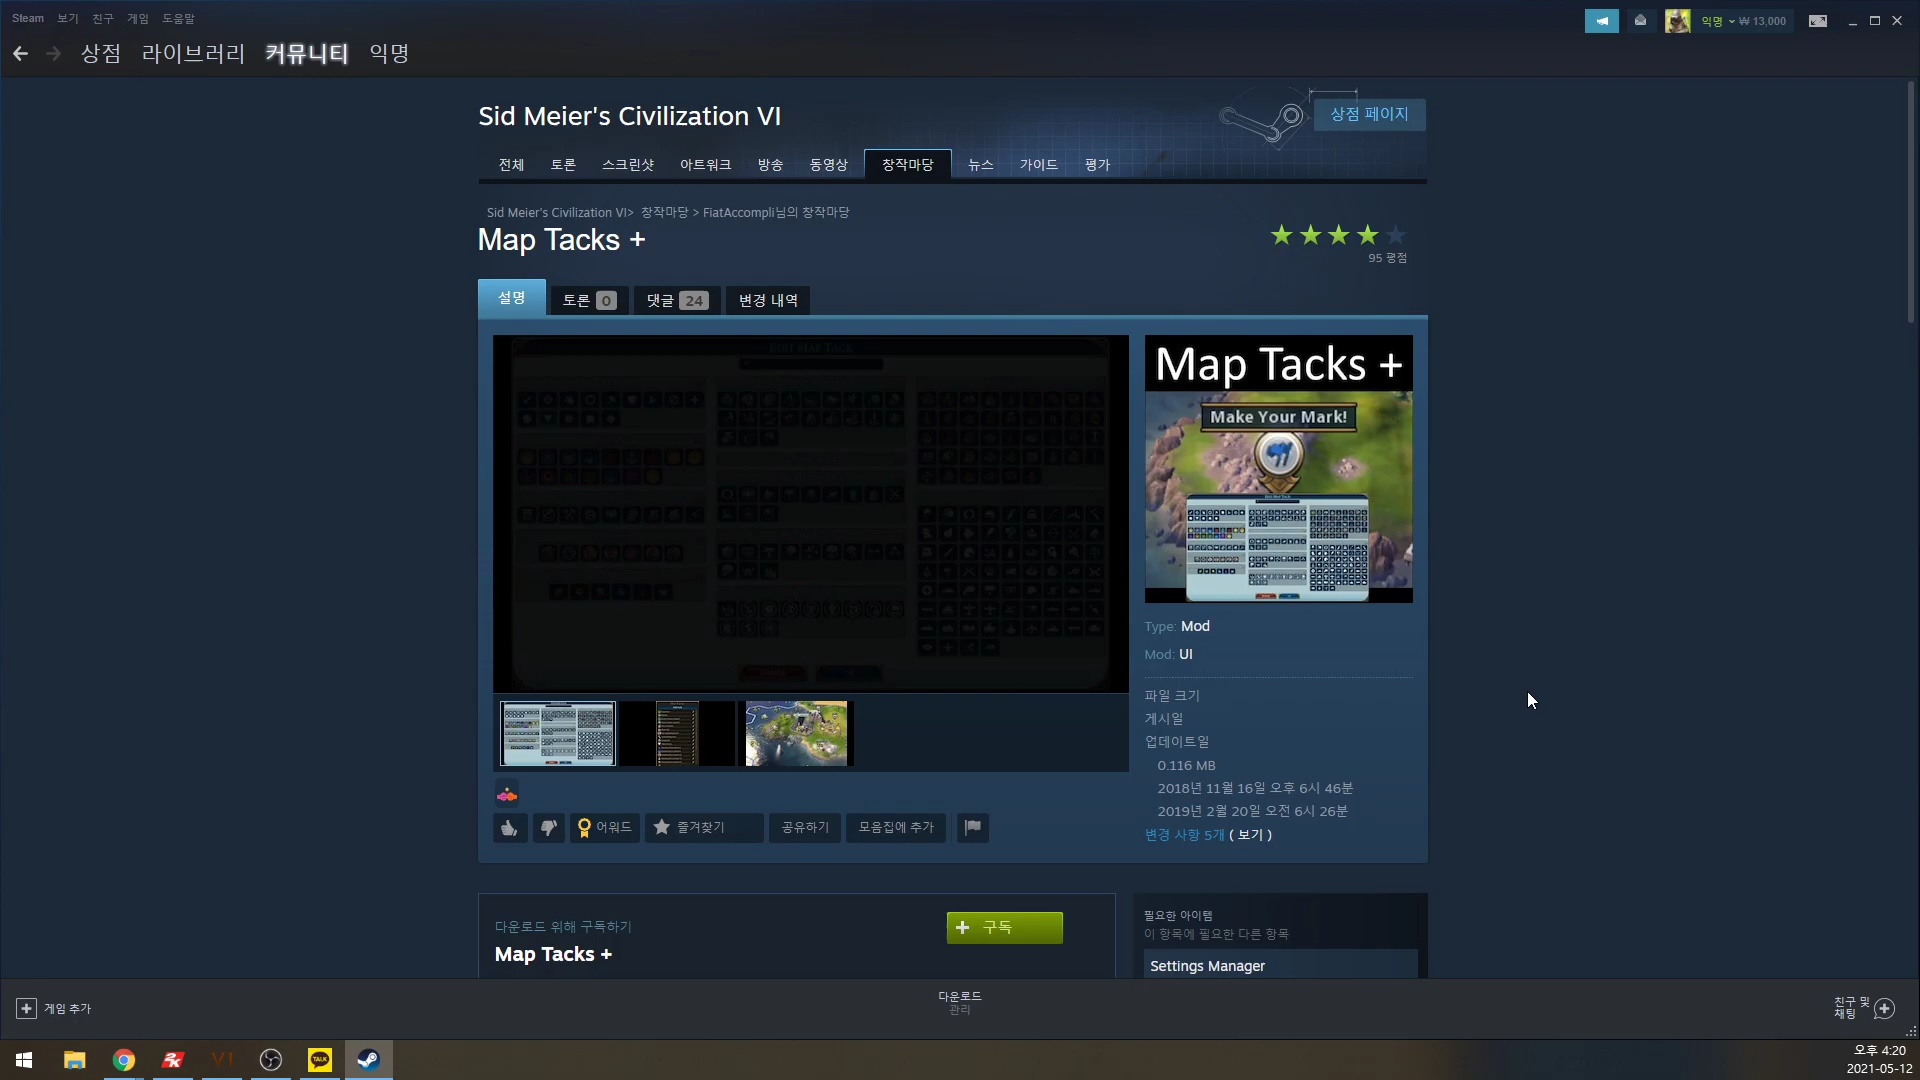 Steam 보기 친구 게임 도움말
익명 ₩ 13,000
상점 라이브러리 커뮤니티 익명
Sid Meier's Civilization VI
상점 페이지
전체 토론 스크린샷 아트워크 방송 동영상 창작마당 뉴스 가이드 평가
Sid Meier's Civilization VI> 창작마당 > FiatAccompli님의 창작마당
Map Tacks +
95 평점
설명 토론 0 댓글 24 변경 내역
EDIT MAP TACK
Map Tacks +
Make Your Mark!
Type: Mod
Mod: UI
파일 크기
게시일
업데이트일
0.116 MB
2018년 11월 16일 오후 6시 46분
2019년 2월 20일 오전 6시 26분
변경 사항 5개 ( 보기 )
어워드 즐겨찾기 공유하기 모음집에 추가
다운로드 위해 구독하기
Map Tacks +
구독
필요한 아이템
이 항목에 필요한 다른 항목
Settings Manager
게임 추가
다운로드
관리
친구 및
채팅
2K VI TALK
오후 4:20
2021-05-12